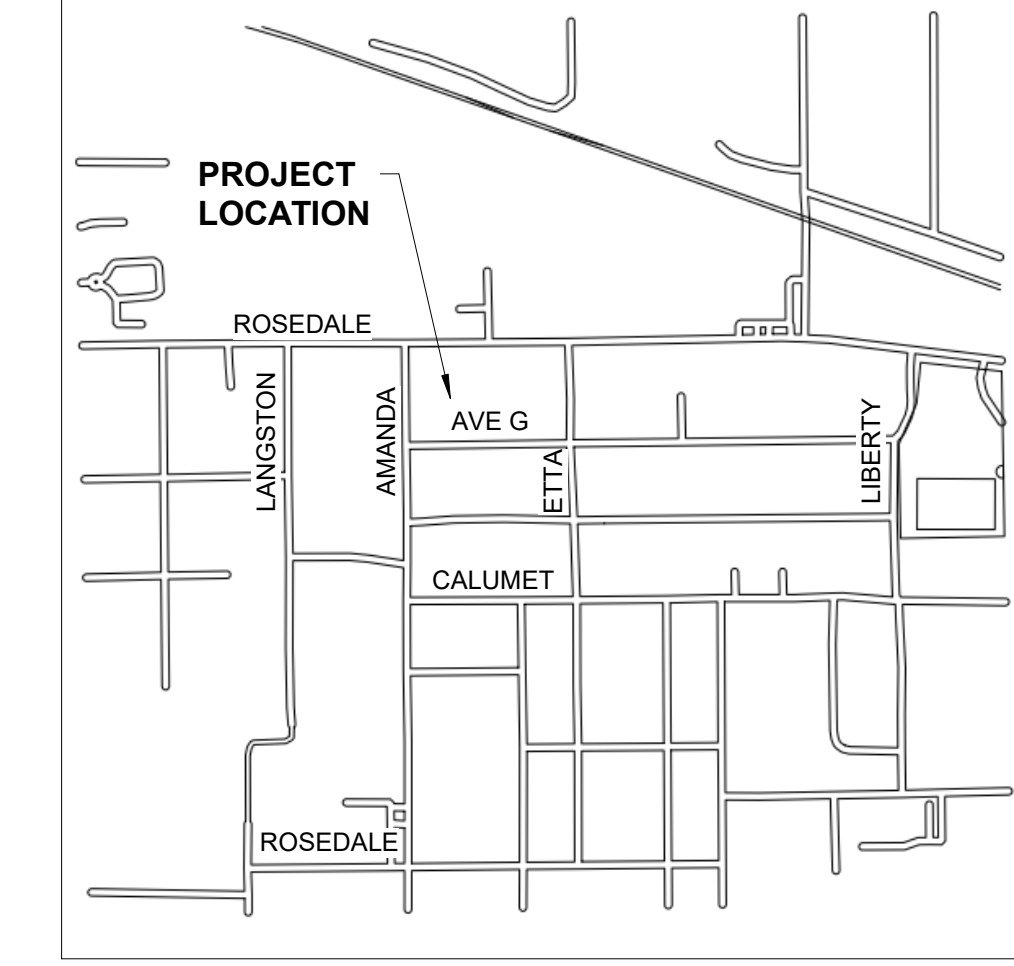 PROJECT
LOCATION
ROSEDALE
LANGSTON
AMANDA
AVE G
ETTA
LIBERTY
CALUMET
ROSEDALE